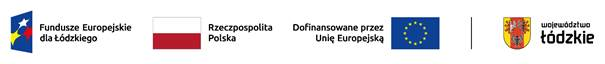 Fundusze Europejskie
dla Łódzkiego
Rzeczpospolita
Polska
Dofinansowane przez
Unię Europejską
województwo
łódzkie